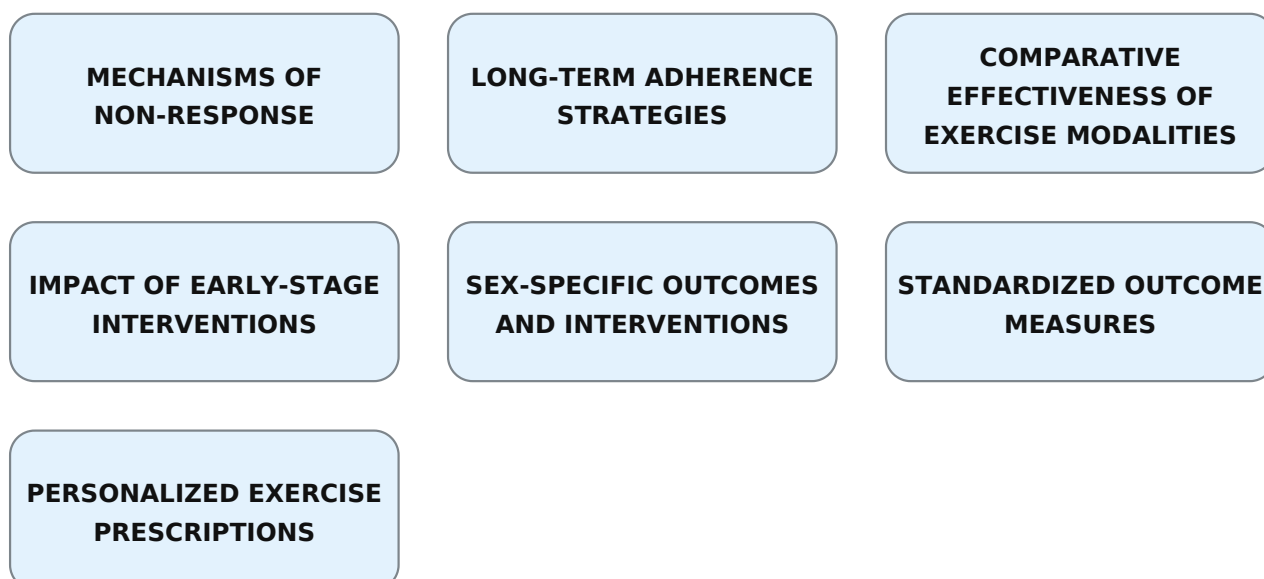 MECHANISMS OF
NON-RESPONSE
LONG-TERM ADHERENCE
STRATEGIES
COMPARATIVE
EFFECTIVENESS OF
EXERCISE MODALITIES
IMPACT OF EARLY-STAGE
INTERVENTIONS
SEX-SPECIFIC OUTCOMES
AND INTERVENTIONS
STANDARDIZED OUTCOME
MEASURES
PERSONALIZED EXERCISE
PRESCRIPTIONS